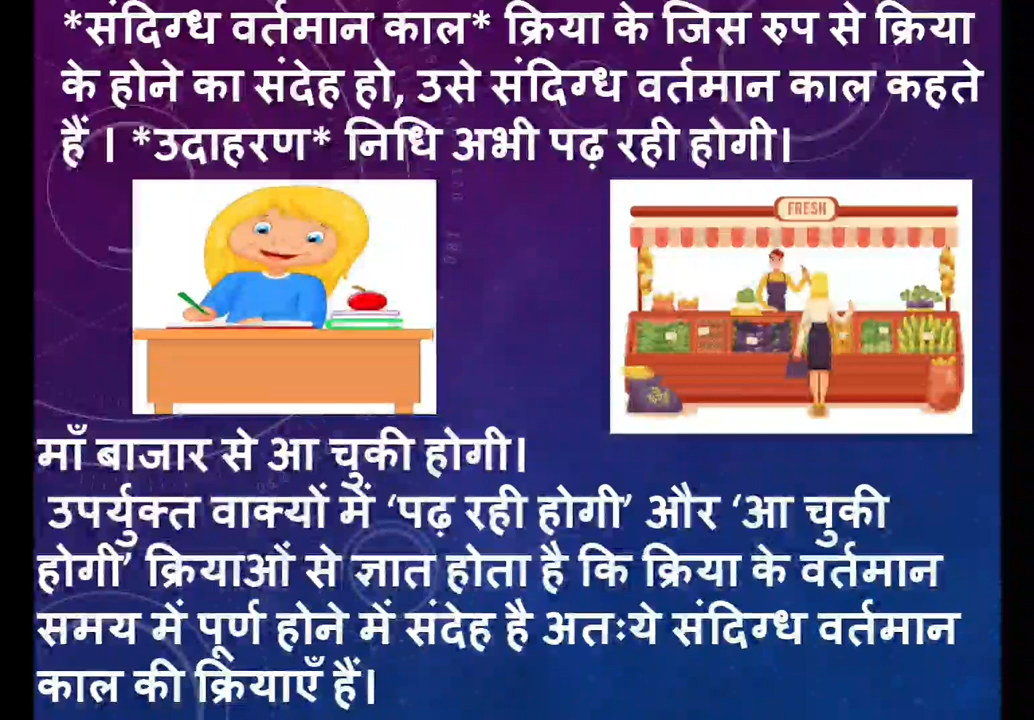 *संदिग्ध वर्तमान काल* क्रिया के जिस रुप से क्रिया
के होने का संदेह हो, उसे संदिग्ध वर्तमान काल कहते
हैं | *उदाहरण* निधि अभी पढ़ रही होगी।
FRESH
माँ बाजार से आ चुकी होगी।
उपर्युक्त वाक्यों में ‘पढ़ रही होगी’ और ‘आ चुकी
होगी’ क्रियाओं से ज्ञात होता है कि क्रिया के वर्तमान
समय में पूर्ण होने में संदेह है अतःये संदिग्ध वर्तमान
काल की क्रियाएँ हैं।